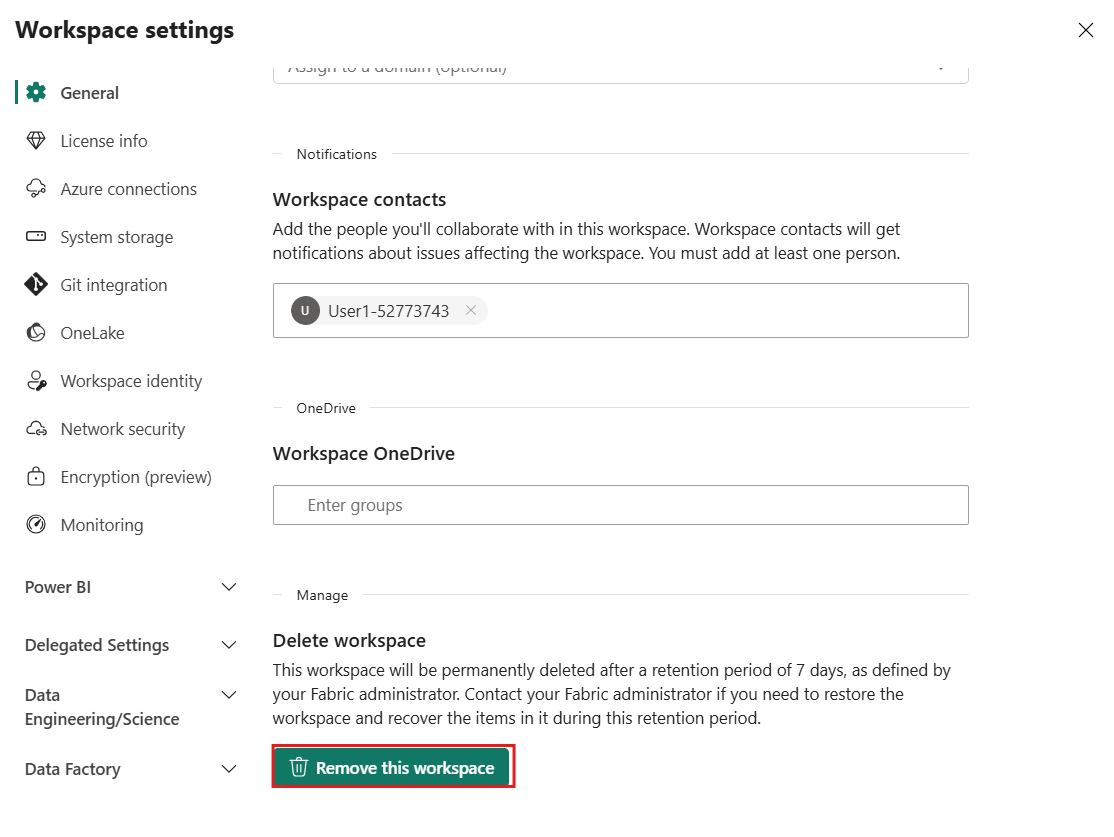 Workspace settings
General
License info
Azure connections
System storage
Git integration
OneLake
Workspace identity
Network security
Encryption (preview)
Monitoring
Power BI
Delegated Settings
Data
Engineering/Science
Data Factory
Assign to a domain (optional)
Notifications
Workspace contacts
Add the people you'll collaborate with in this workspace. Workspace contacts will get
notifications about issues affecting the workspace. You must add at least one person.
U User1-52773743
OneDrive
Workspace OneDrive
Enter groups
Manage
Delete workspace
This workspace will be permanently deleted after a retention period of 7 days, as defined by
your Fabric administrator. Contact your Fabric administrator if you need to restore the
workspace and recover the items in it during this retention period.
Remove this workspace